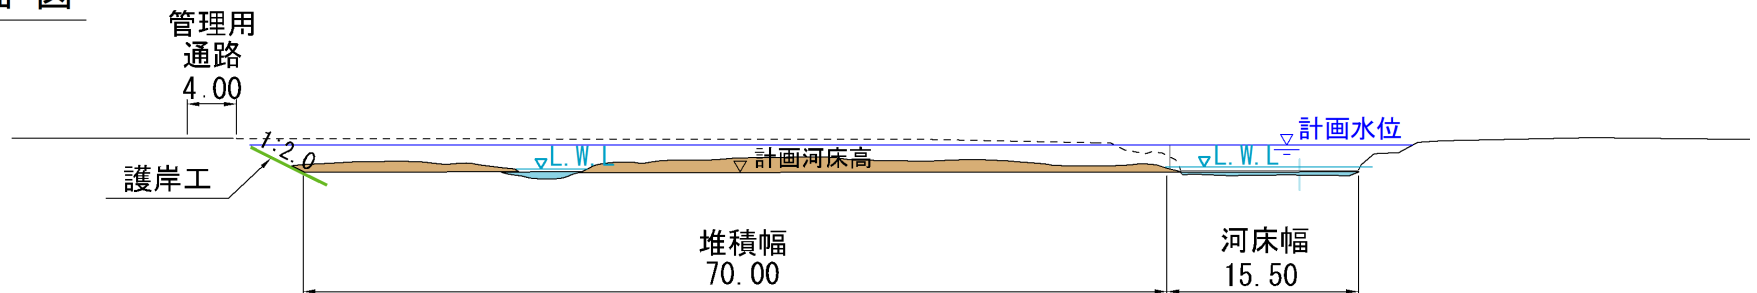 図
管理用
通路
4.00
1:2.0
護岸工
L.W.L
計画河床高
計画水位
L.W.L
堆積幅
70.00
河床幅
15.50